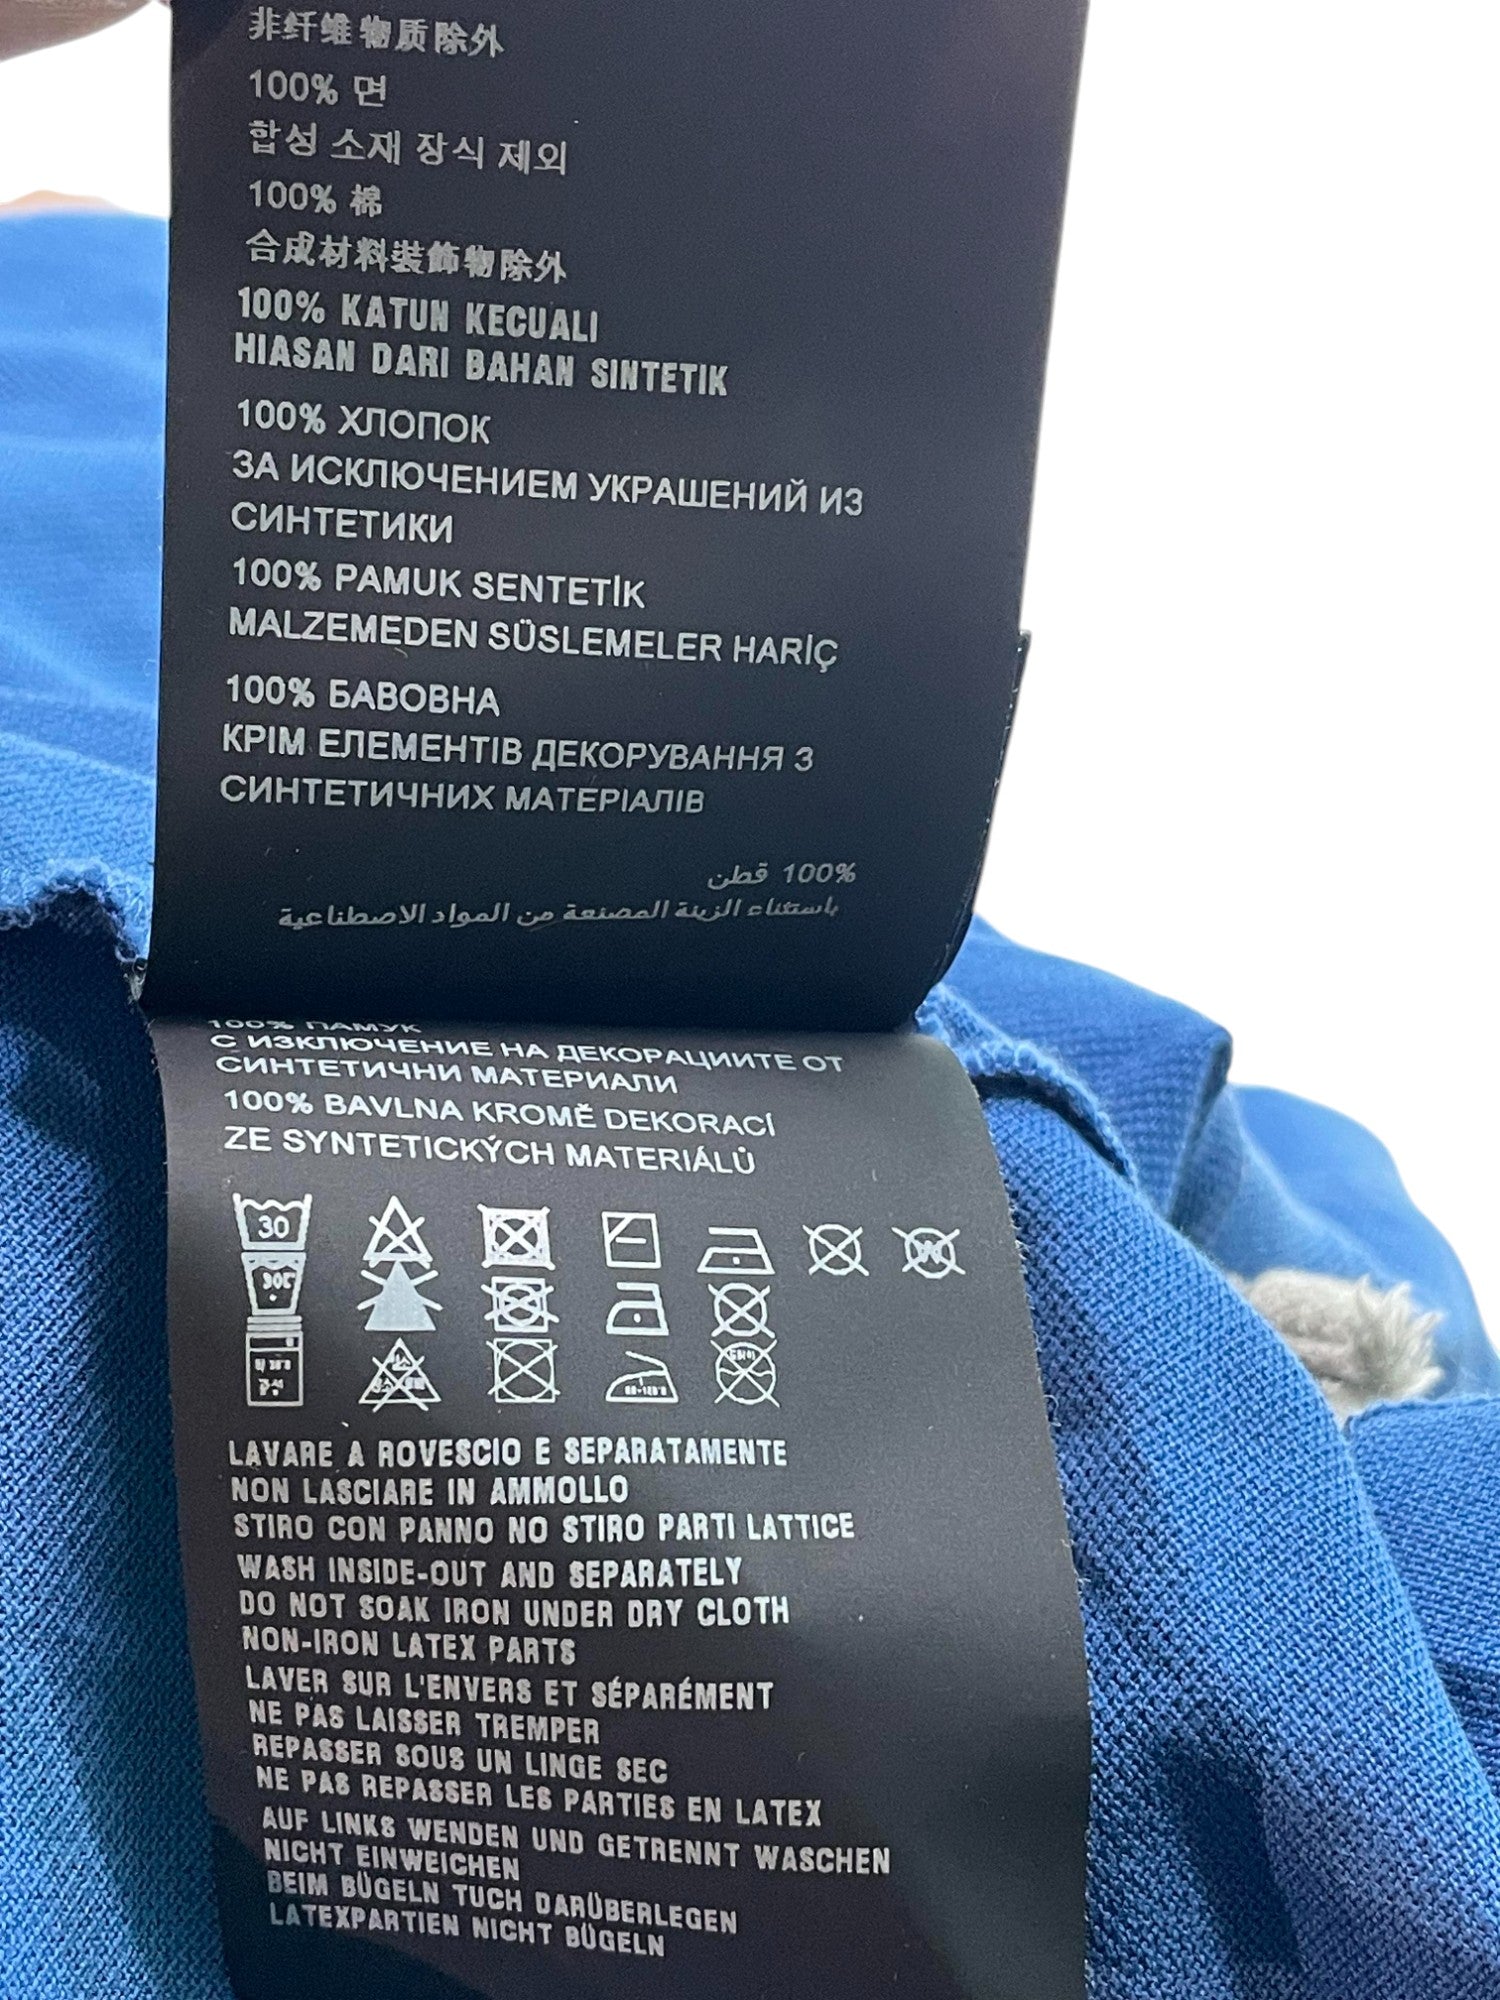 非纤维物质除外
100% 면
합성 소재 장식 제외
100% 棉
合成材料裝飾物除外
100% KATUN KECUALI
HIASAN DARI BAHAN SINTETIK
100% ХЛОПОК
ЗА ИСКЛЮЧЕНИЕМ УКРАШЕНИЙ ИЗ
СИНТЕТИКИ
100% PAMUK SENTETİK
MALZEMEDEN SÜSLEMELER HARİÇ
100% БАВОВНА
КРІМ ЕЛЕМЕНТІВ ДЕКОРУВАННЯ З
СИНТЕТИЧНИХ МАТЕРІАЛІВ
100% قطن
باستثناء الزينة المصنعة من المواد الاصطناعية
100% ПАМУК
С ИЗКЛЮЧЕНИЕ НА ДЕКОРАЦИИТЕ ОТ
СИНТЕТИЧНИ МАТЕРИАЛИ
100% BAVLNA KROMĚ DEKORACÍ
ZE SYNTETICKÝCH MATERIÁLŮ
30 W
30C
LAVARE A ROVESCIO E SEPARATAMENTE
NON LASCIARE IN AMMOLLO
STIRO CON PANNO NO STIRO PARTI LATTICE
WASH INSIDE-OUT AND SEPARATELY
DO NOT SOAK IRON UNDER DRY CLOTH
NON-IRON LATEX PARTS
LAVER SUR L'ENVERS ET SÉPARÉMENT
NE PAS LAISSER TREMPER
REPASSER SOUS UN LINGE SEC
NE PAS REPASSER LES PARTIES EN LATEX
AUF LINKS WENDEN UND GETRENNT WASCHEN
NICHT EINWEICHEN
BEIM BÜGELN TUCH DARÜBERLEGEN
LATEXPARTIEN NICHT BÜGELN